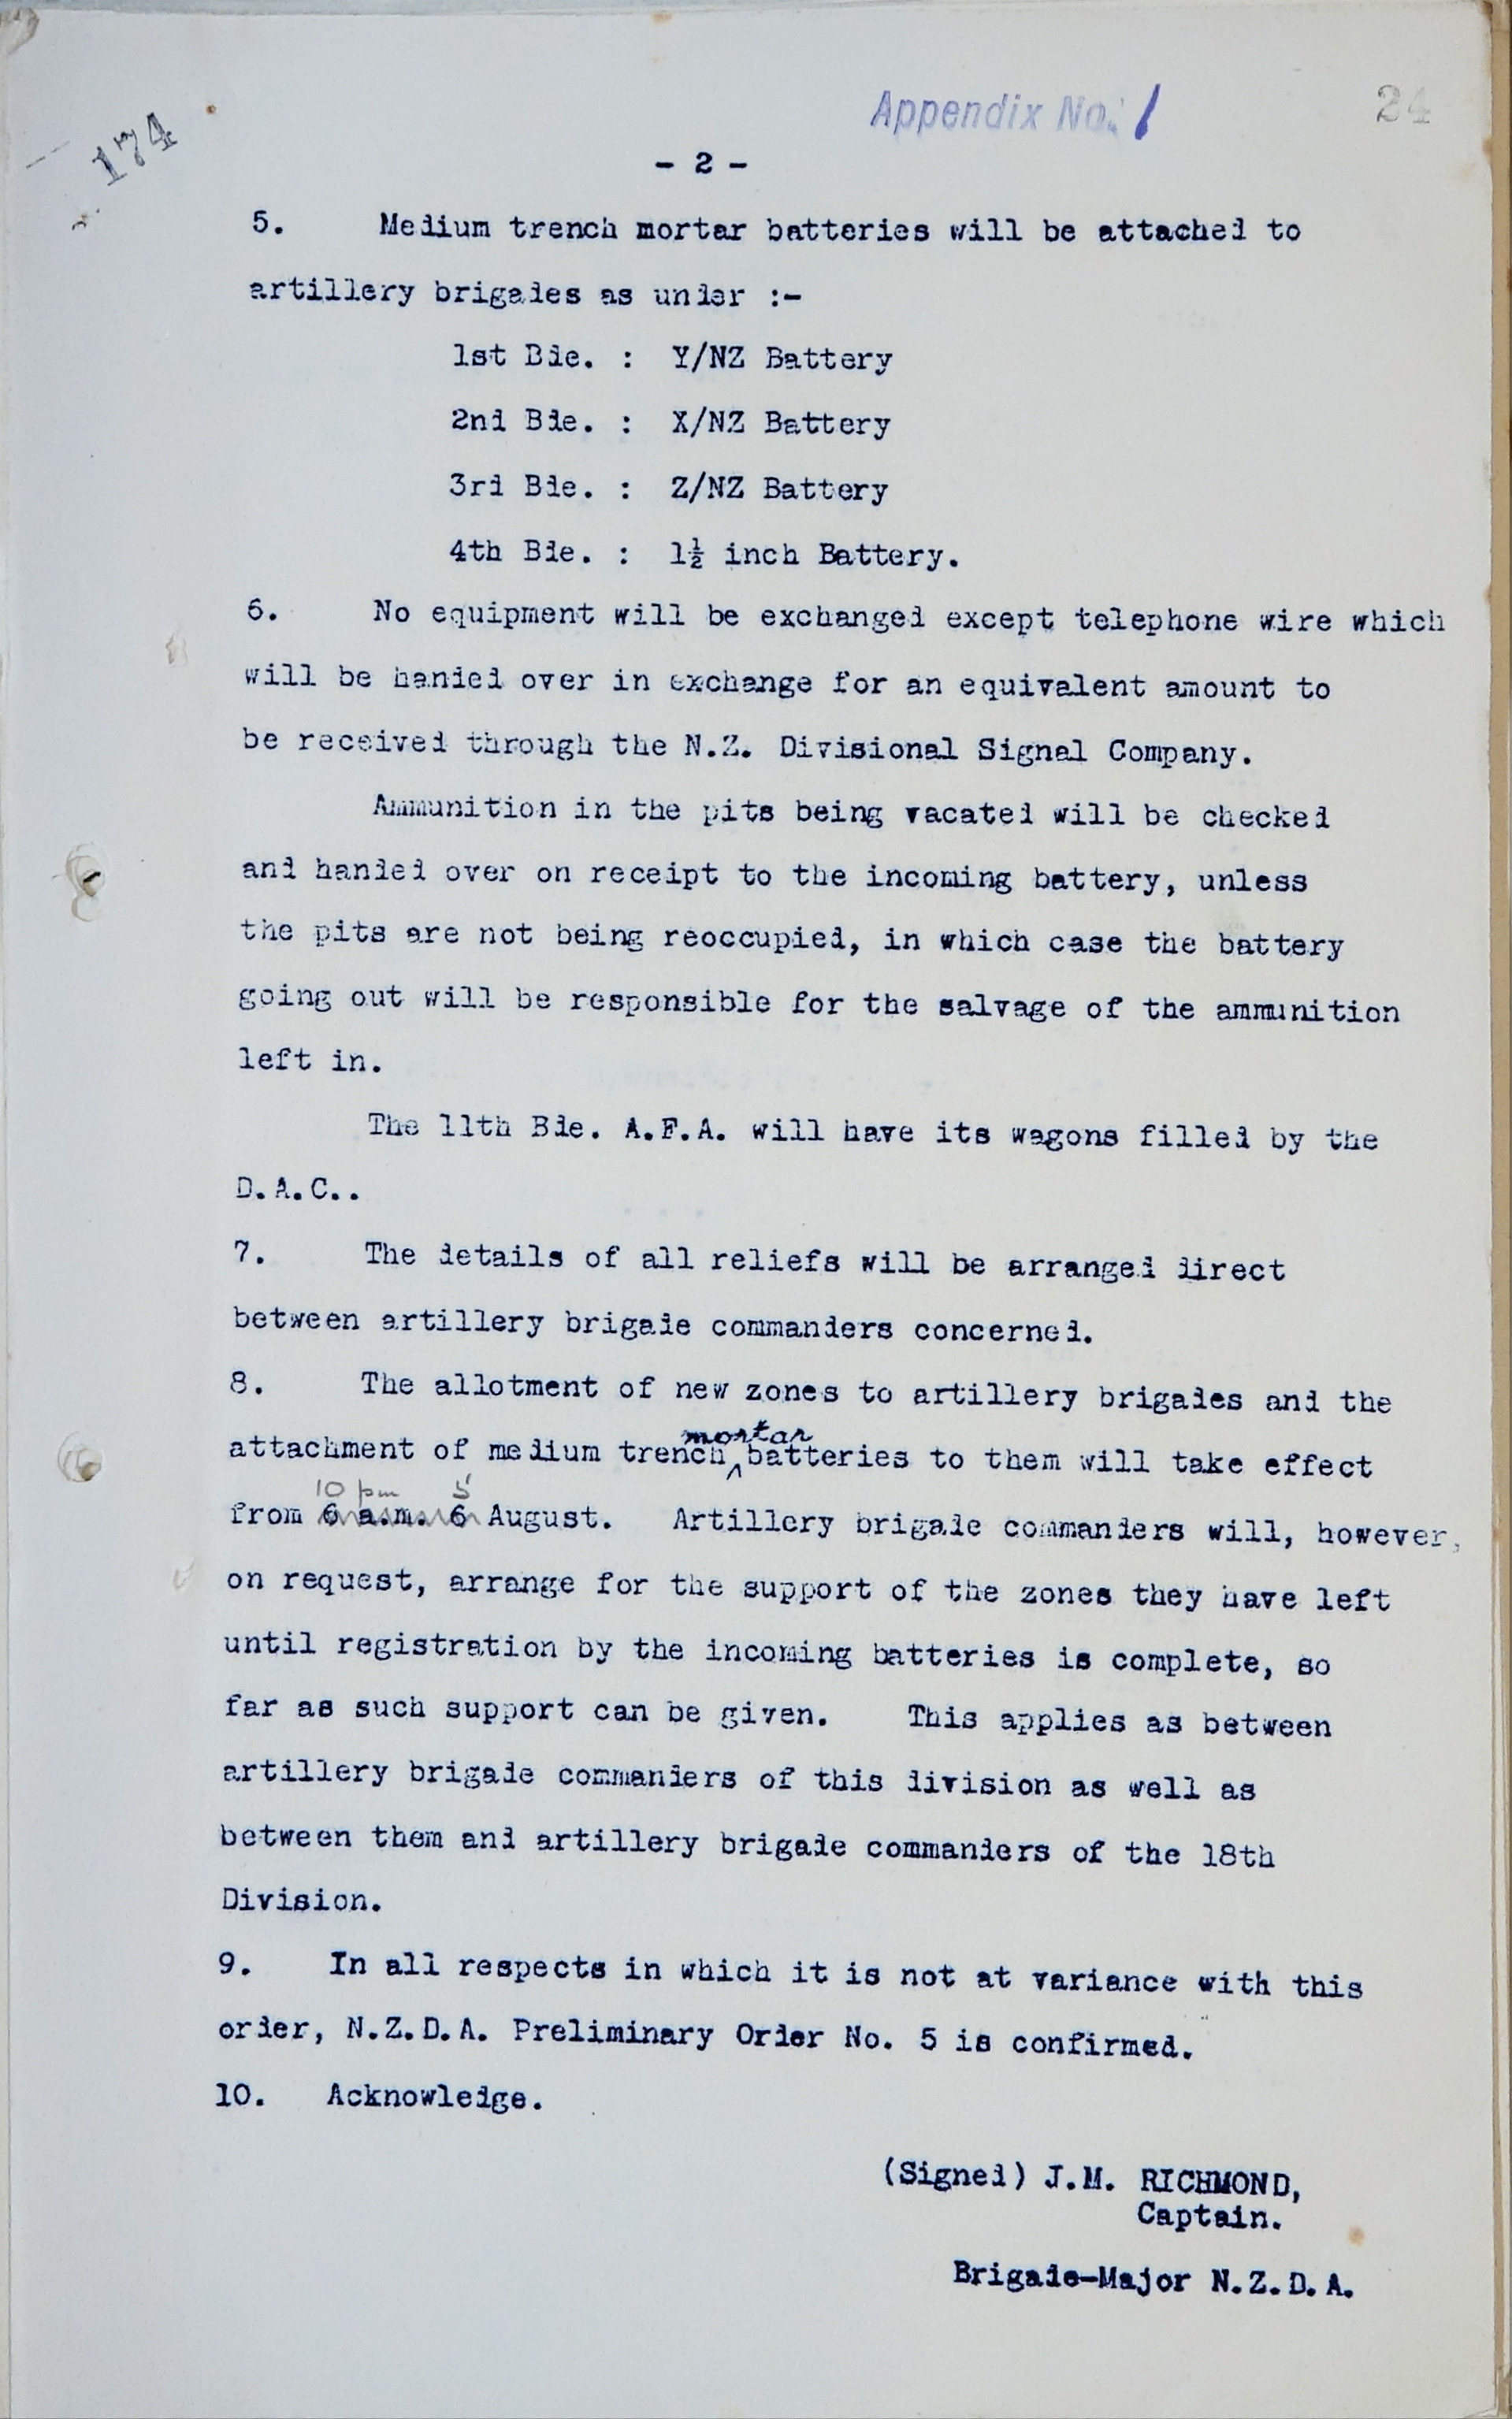 Appendix No. 1
24
174
- 2 -
5. Medium trench mortar batteries will be attached to
artillery brigades as under :-
1st Bde. : Y/NZ Battery
2nd Bde. : X/NZ Battery
3rd Bde. : Z/NZ Battery
4th Bde. : 1½ inch Battery.
6. No equipment will be exchanged except telephone wire which
will be handed over in exchange for an equivalent amount to
be received through the N.Z. Divisional Signal Company.
Ammunition in the pits being vacated will be checked
and handed over on receipt to the incoming battery, unless
the pits are not being reoccupied, in which case the battery
going out will be responsible for the salvage of the ammunition
left in.
The 11th Bde. A.F.A. will have its wagons filled by the
D.A.C..
7. The details of all reliefs will be arranged direct
between artillery brigade commanders concerned.
8. The allotment of new zones to artillery brigades and the
mortar
attachment of medium trench batteries to them will take effect
10 pm 5
from 6 a.m. 6 August. Artillery brigade commanders will, however,
on request, arrange for the support of the zones they have left
until registration by the incoming batteries is complete, so
far as such support can be given. This applies as between
artillery brigade commanders of this division as well as
between them and artillery brigade commanders of the 18th
Division.
9. In all respects in which it is not at variance with this
order, N.Z.D.A. Preliminary Order No. 5 is confirmed.
10. Acknowledge.
(Signed) J.M. RICHMOND,
Captain.
Brigade-Major N.Z.D.A.